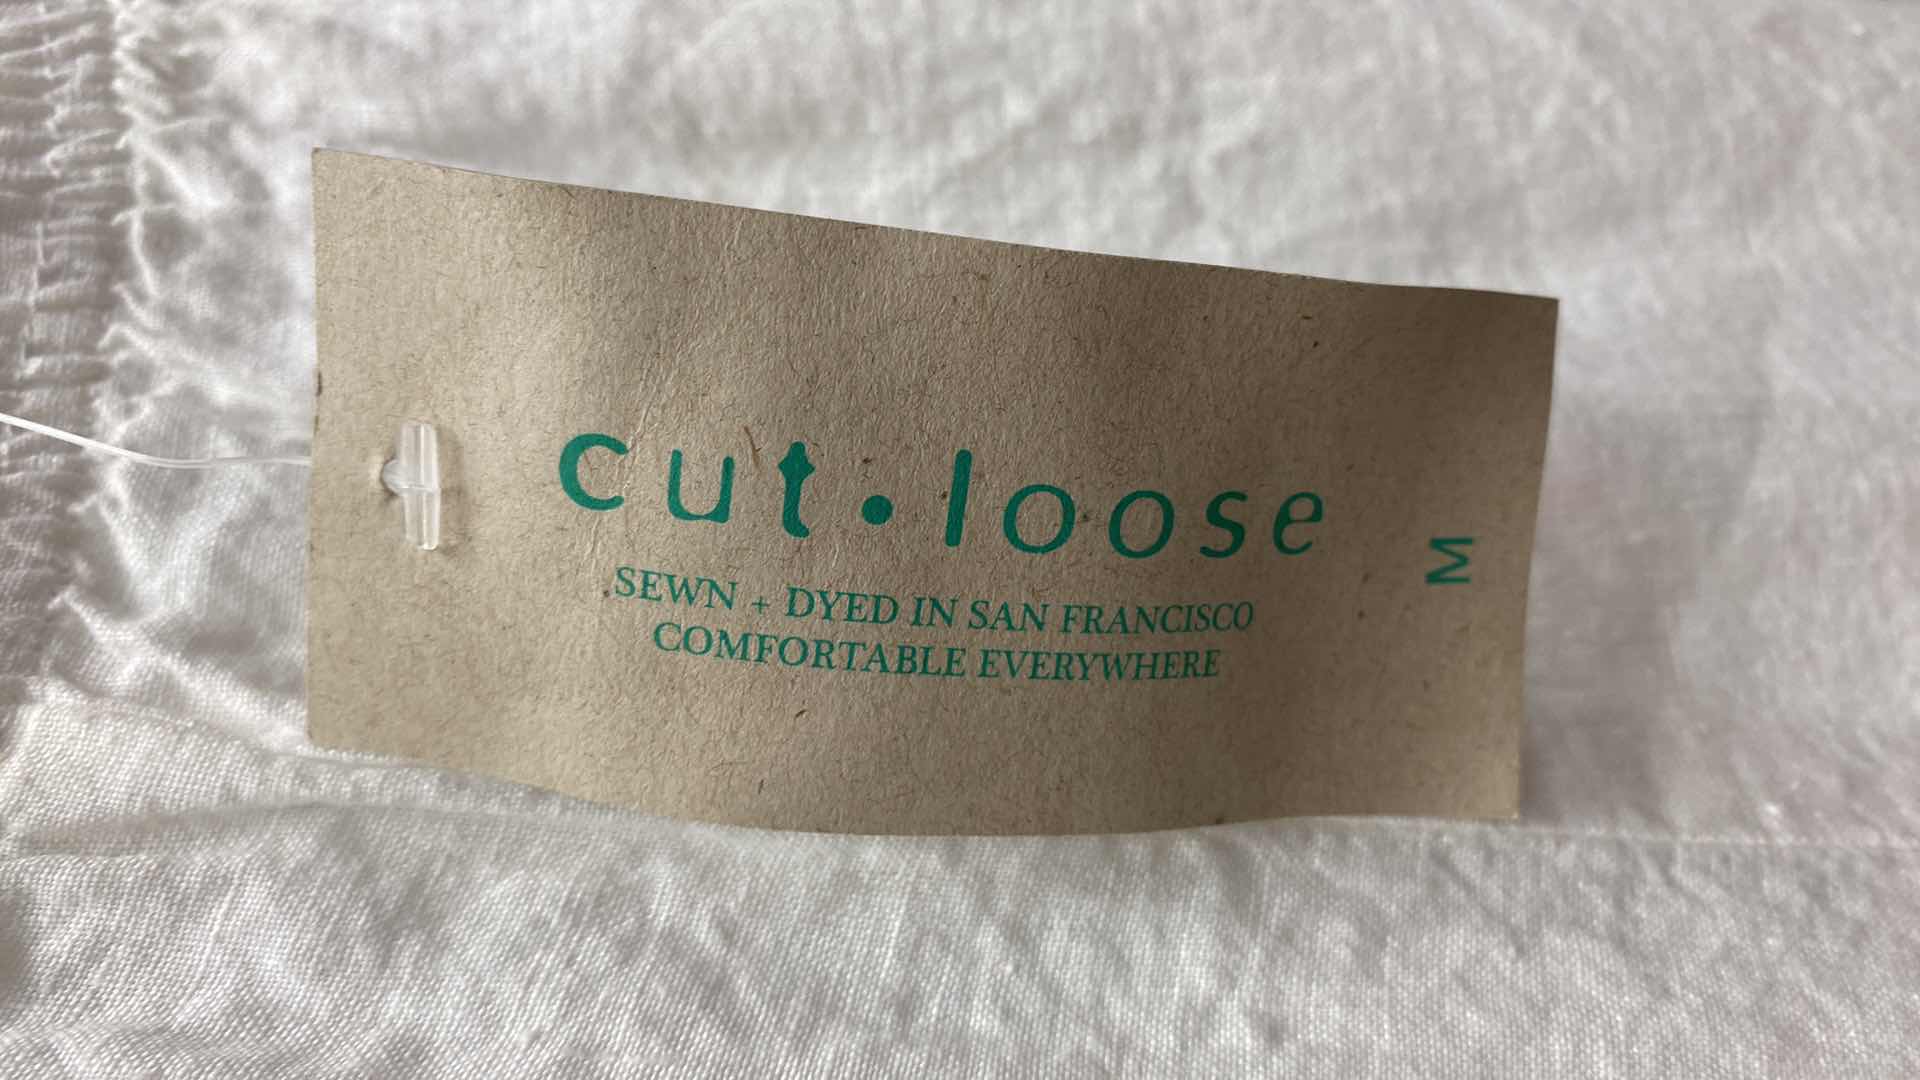 cut•loose
SEWN + DYED IN SAN FRANCISCO
COMFORTABLE EVERYWHERE
M